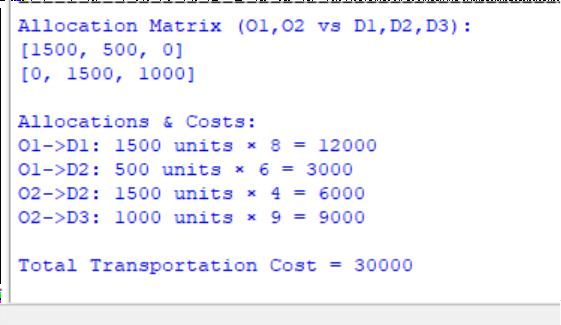 Allocation Matrix (O1,O2 vs D1,D2,D3):
[1500, 500, 0]
[0, 1500, 1000]
Allocations & Costs:
O1->D1: 1500 units × 8 = 12000
O1->D2: 500 units × 6 = 3000
O2->D2: 1500 units × 4 = 6000
O2->D3: 1000 units × 9 = 9000
Total Transportation Cost = 30000